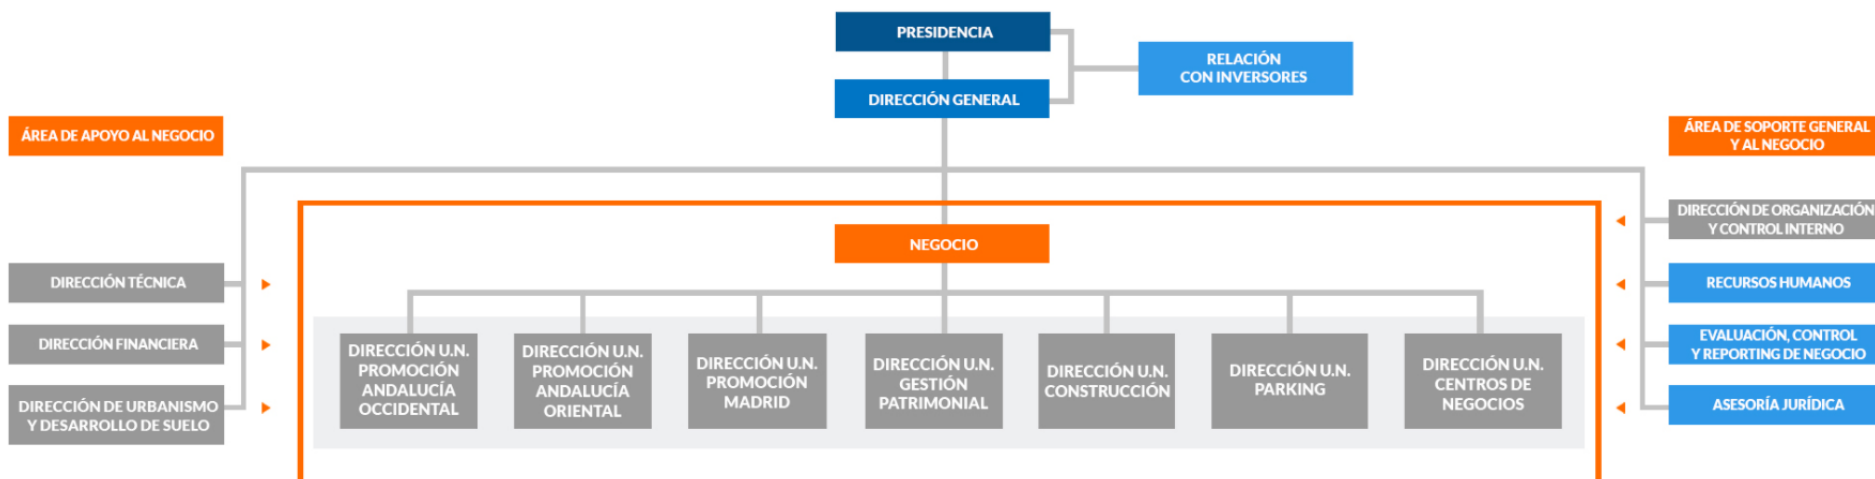 PRESIDENCIA
RELACIÓN
CON INVERSORES
DIRECCIÓN GENERAL
ÁREA DE APOYO AL NEGOCIO
ÁREA DE SOPORTE GENERAL
Y AL NEGOCIO
DIRECCIÓN DE ORGANIZACIÓN
Y CONTROL INTERNO
NEGOCIO
DIRECCIÓN TÉCNICA
RECURSOS HUMANOS
DIRECCIÓN FINANCIERA
EVALUACIÓN, CONTROL
Y REPORTING DE NEGOCIO
DIRECCIÓN DE URBANISMO
Y DESARROLLO DE SUELO
ASESORÍA JURÍDICA
DIRECCIÓN U.N.
PROMOCIÓN
ANDALUCÍA
OCCIDENTAL
DIRECCIÓN U.N.
PROMOCIÓN
ANDALUCÍA
ORIENTAL
DIRECCIÓN U.N.
PROMOCIÓN
MADRID
DIRECCIÓN U.N.
GESTIÓN
PATRIMONIAL
DIRECCIÓN U.N.
CONSTRUCCIÓN
DIRECCIÓN U.N.
PARKING
DIRECCIÓN U.N.
CENTROS DE
NEGOCIOS